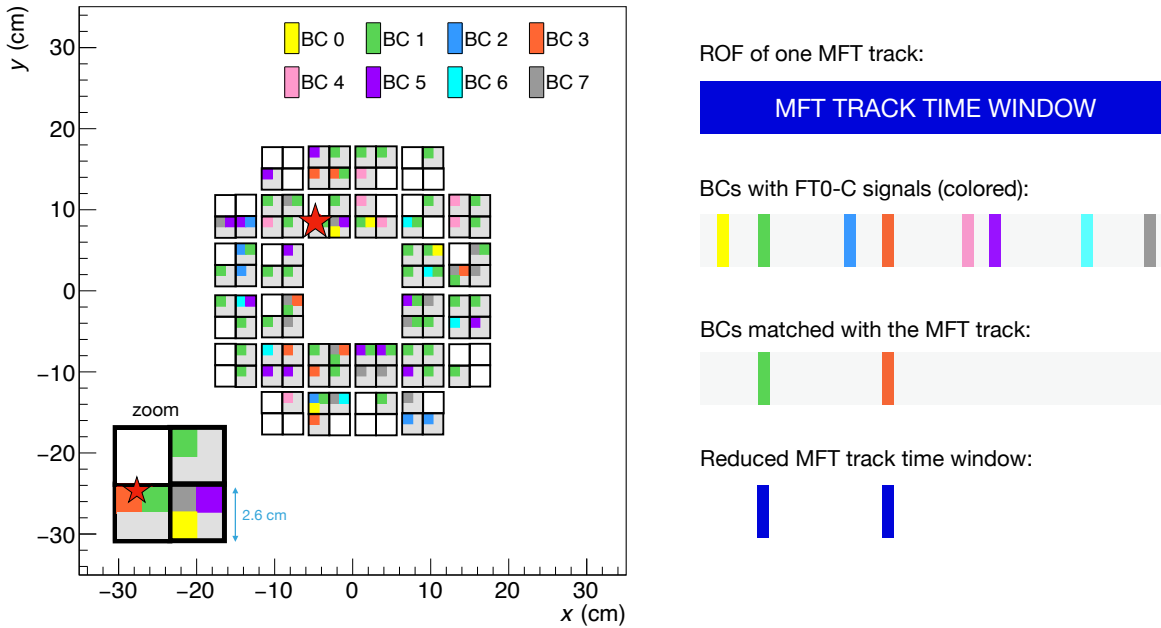 y (cm)
30
20
10
0
−10
−20
−30
−30
−20
−10
0
10
20
30
x (cm)
BC 0
BC 1
BC 2
BC 3
BC 4
BC 5
BC 6
BC 7
zoom
2.6 cm
ROF of one MFT track:
MFT TRACK TIME WINDOW
BCs with FT0-C signals (colored):
BCs matched with the MFT track:
Reduced MFT track time window: